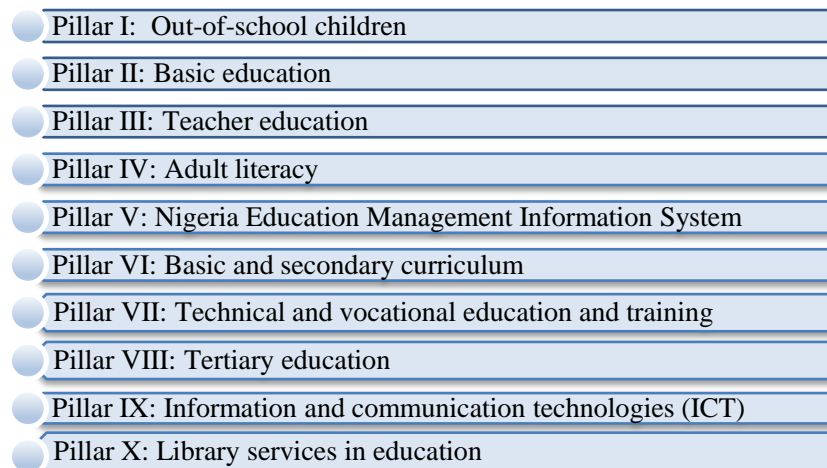 Pillar I: Out-of-school children
Pillar II: Basic education
Pillar III: Teacher education
Pillar IV: Adult literacy
Pillar V: Nigeria Education Management Information System
Pillar VI: Basic and secondary curriculum
Pillar VII: Technical and vocational education and training
Pillar VIII: Tertiary education
Pillar IX: Information and communication technologies (ICT)
Pillar X: Library services in education